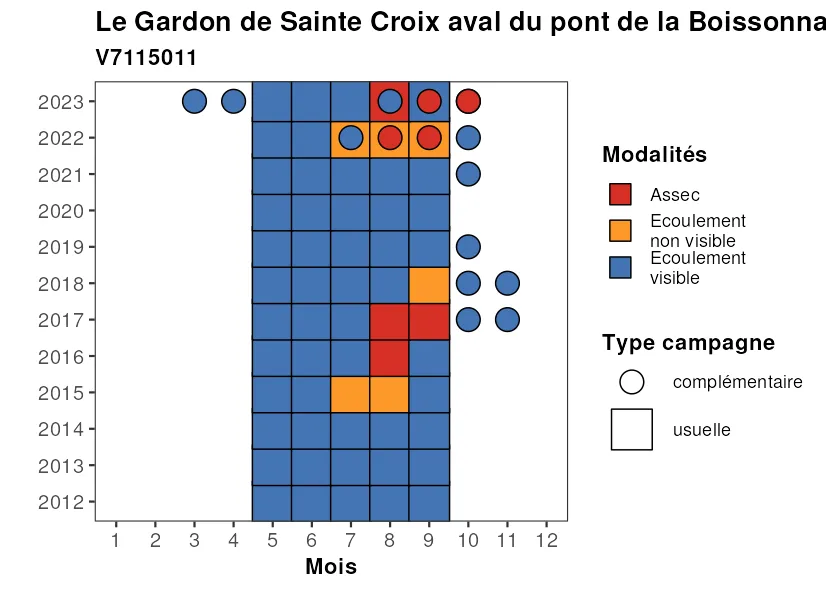 Le Gardon de Sainte Croix aval du pont de la Boissonna
V7115011
2023
2022
2021
2020
2019
2018
2017
2016
2015
2014
2013
2012
1 2 3 4 5 6 7 8 9 10 11 12
Mois
Modalités
Assec
Ecoulement
non visible
Ecoulement
visible
Type campagne
complémentaire
usuelle